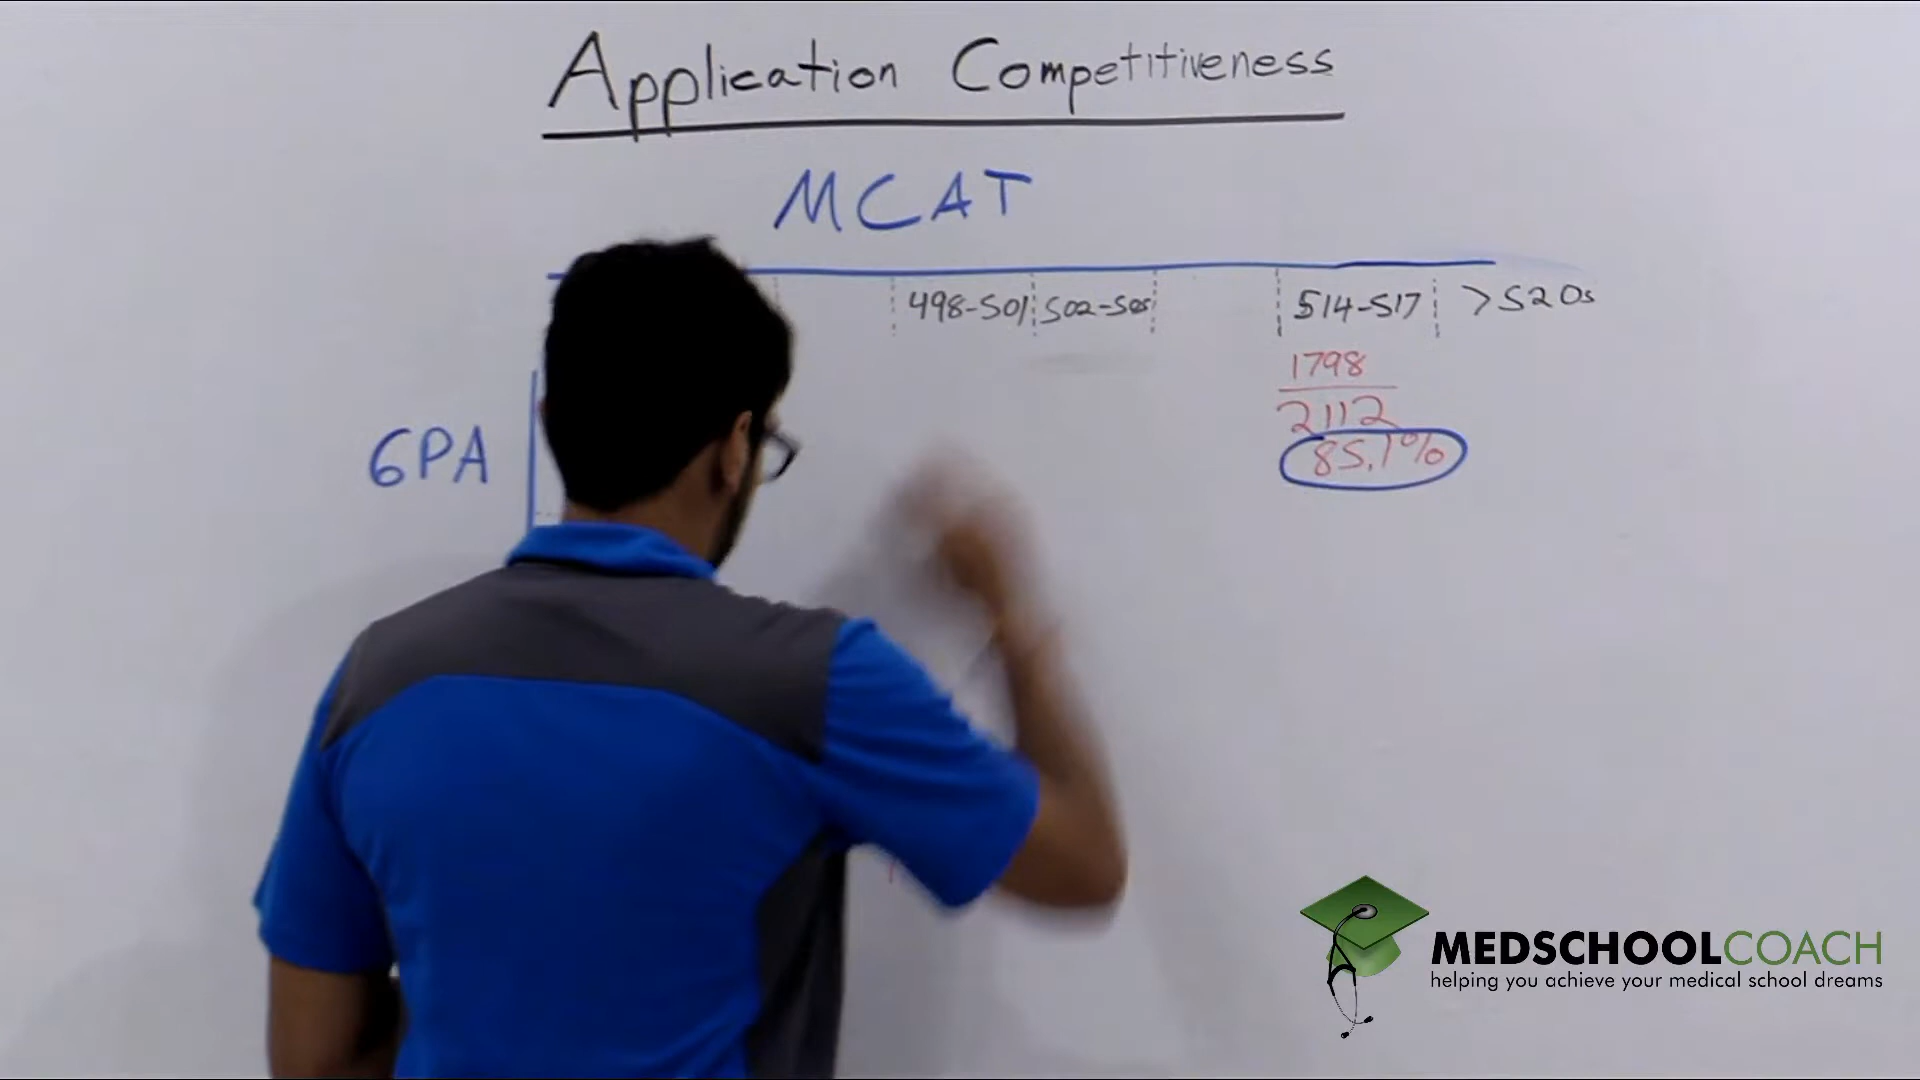 Application Competitiveness
MCAT
498-501 502-505 514-517 >520s
1798
2112
85.1%
GPA
MEDSCHOOLCOACH
helping you achieve your medical school dreams